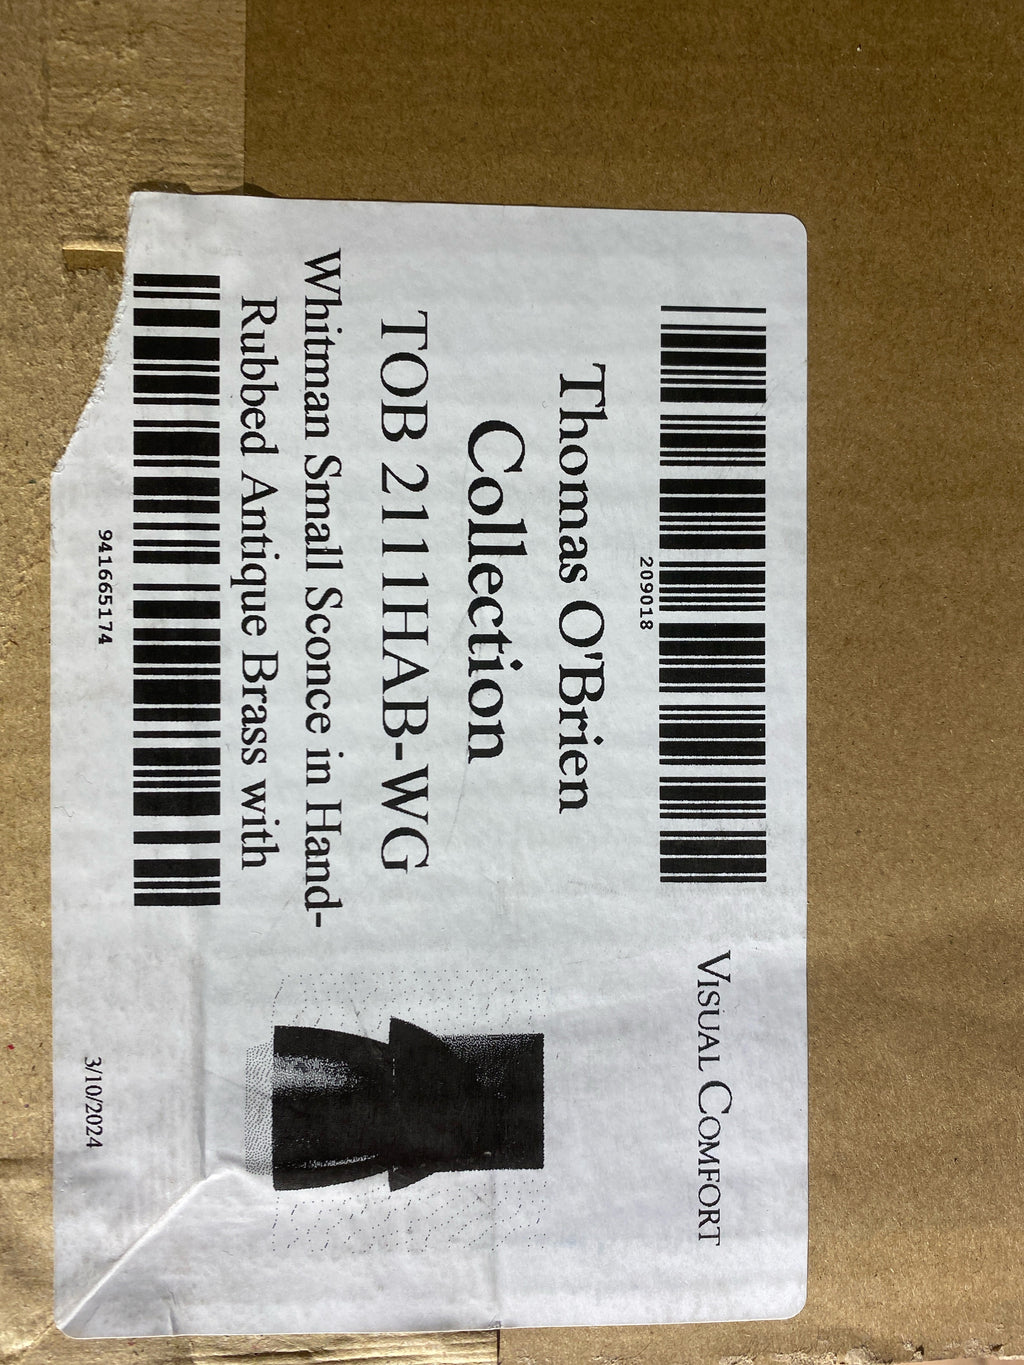 209018
VISUAL COMFORT
Thomas O'Brien
Collection
TOB 2111HAB-WG
Whitman Small Sconce in Hand-
Rubbed Antique Brass with
941665174
3/10/2024